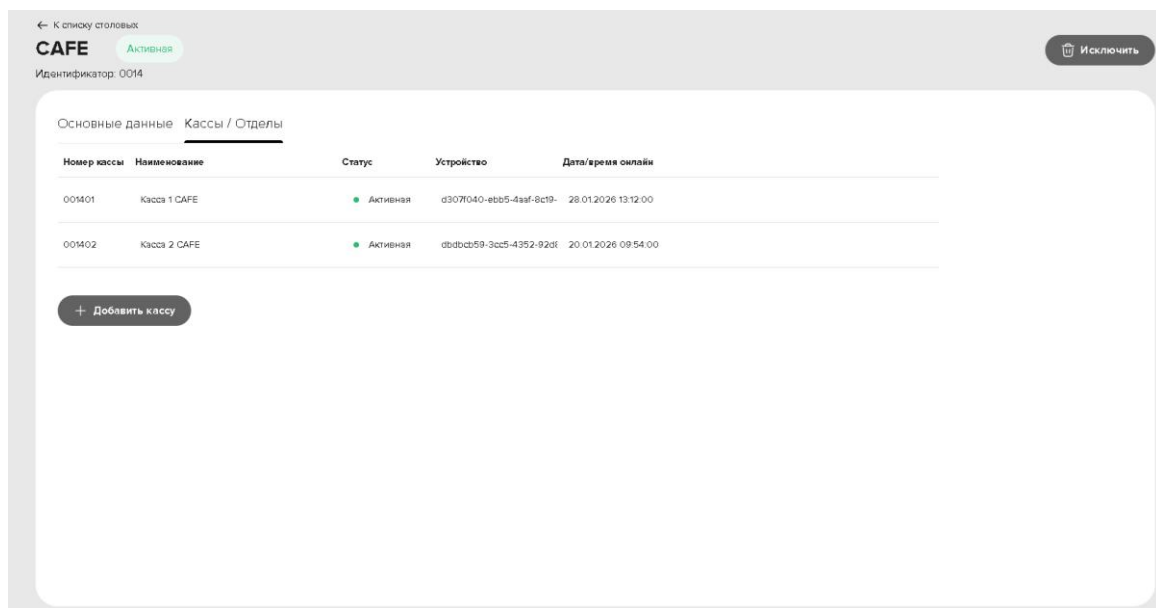 ← К списку столовых
CAFE Активная
Исключить
Идентификатор: 0014
Основные данные Кассы / Отделы
Номер кассы Наименование Статус Устройство Дата/время онлайн
001401 Касса 1 CAFE Активная d307f040-ebb5-4aaf-8c19- 28.01.2026 13:12:00
001402 Касса 2 CAFE Активная dbdbcb59-3cc5-4352-92d8 20.01.2026 09:54:00
+ Добавить кассу